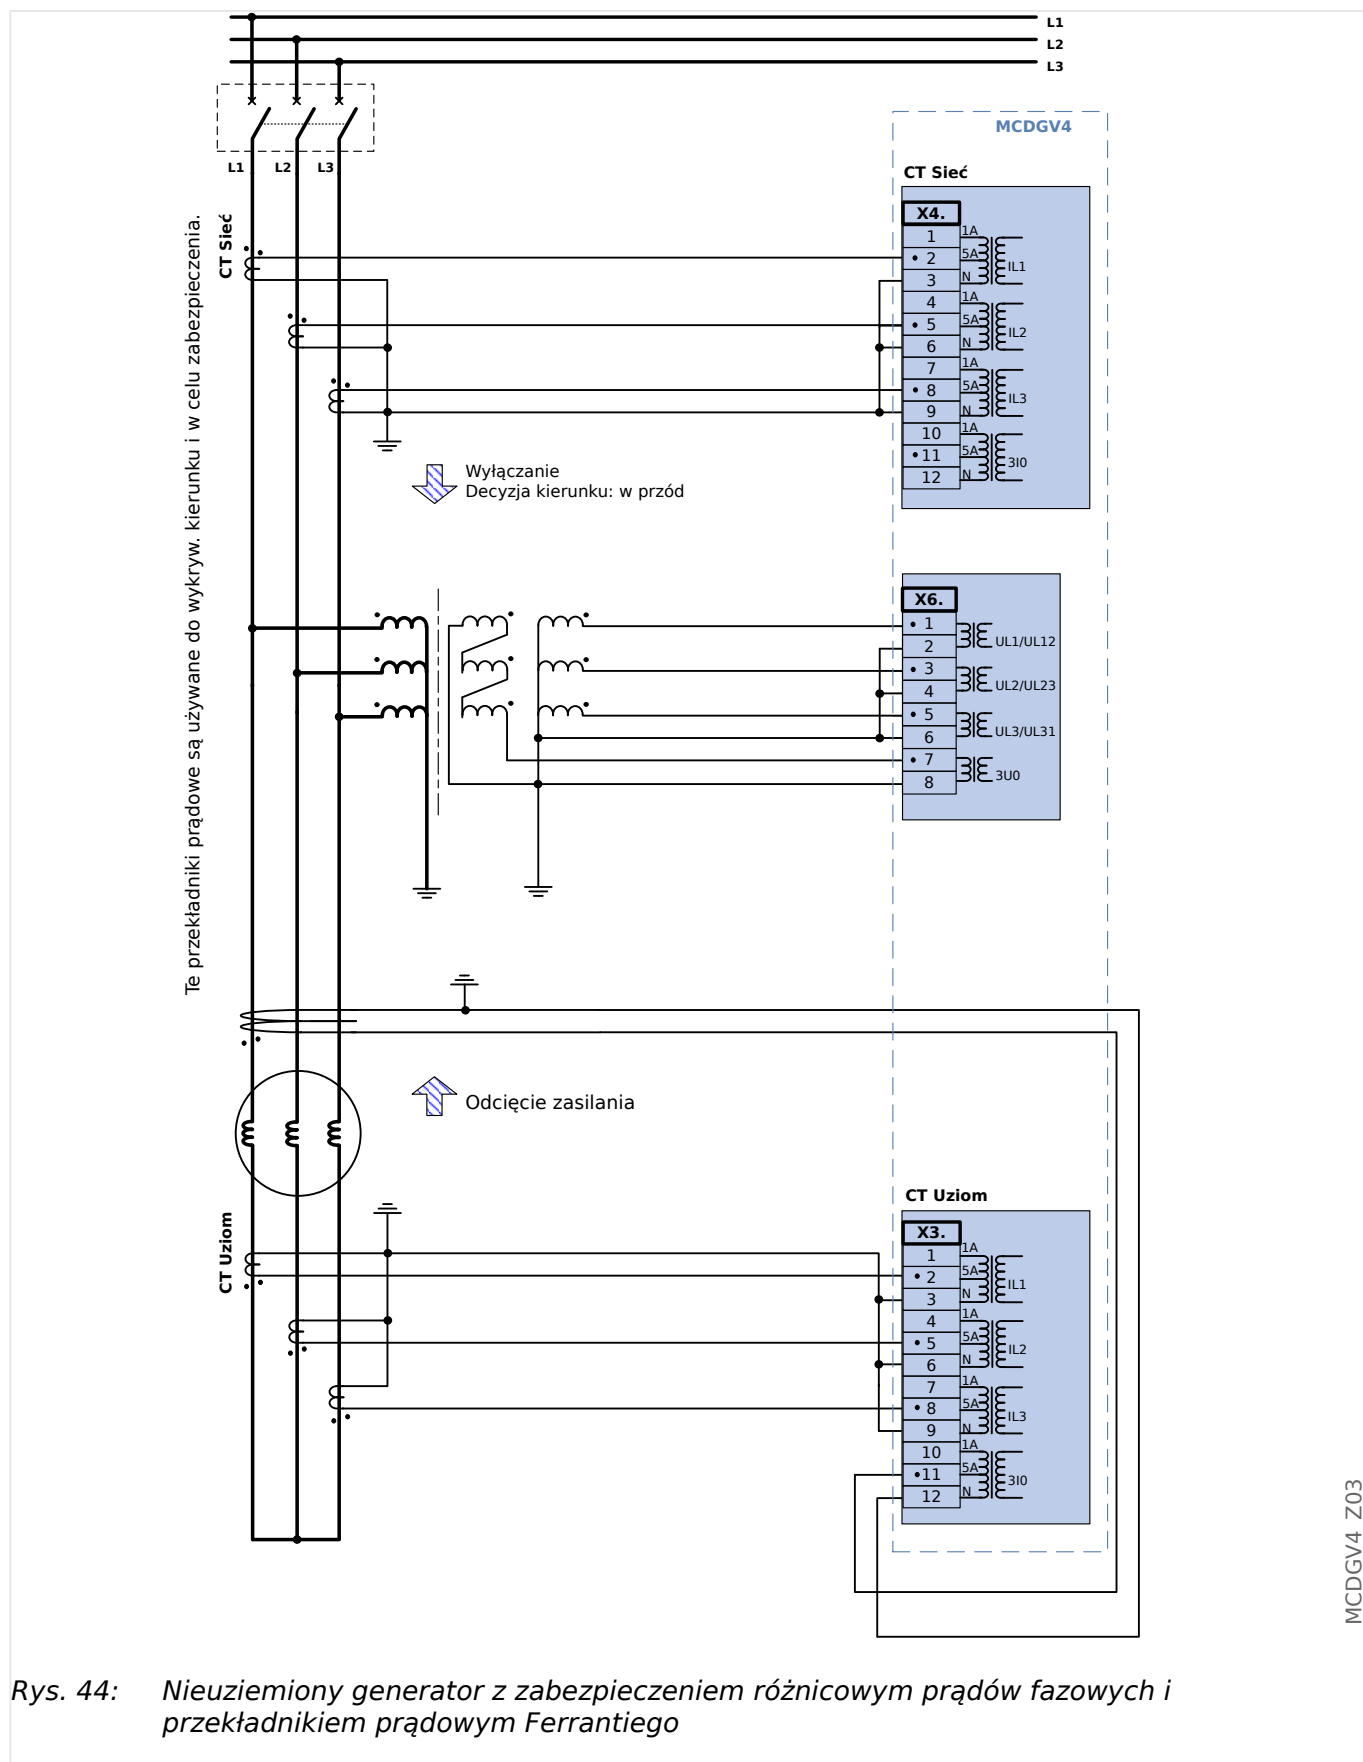 L1
L2
L3
L1
L2
L3
MCDGV4
CT Sieć
CT Sieć
Te przekładniki prądowe są używane do wykryw. kierunku i w celu zabezpieczenia.
X4.
1
1A
2
5A
IL1
3
N
4
1A
5
5A
IL2
6
N
7
1A
8
5A
IL3
9
N
10
1A
11
5A
3I0
12
N
Wyłączanie
Decyzja kierunku: w przód
X6.
1
2
UL1/UL12
3
4
UL2/UL23
5
6
UL3/UL31
7
8
3U0
Odcięcie zasilania
CT Uziom
CT Uziom
X3.
1
1A
2
5A
IL1
3
N
4
1A
5
5A
IL2
6
N
7
1A
8
5A
IL3
9
N
10
1A
11
5A
3I0
12
N
MCDGV4 Z03
Rys. 44: Nieuziemiony generator z zabezpieczeniem różnicowym prądów fazowych i
przekładnikiem prądowym Ferrantiego